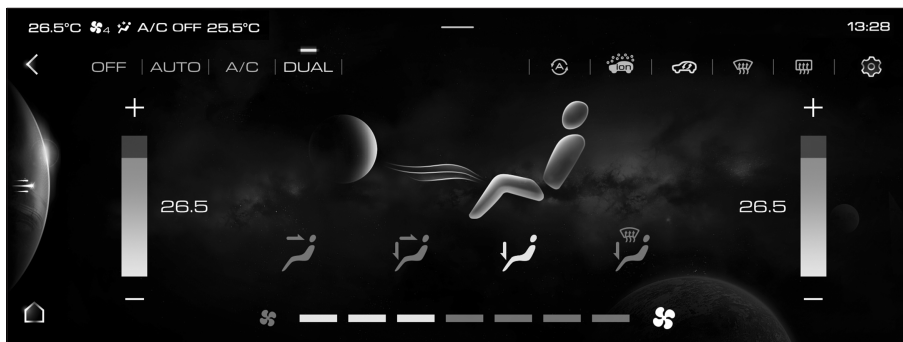 26.5°C 4 A/C OFF 25.5°C
13:28
OFF | AUTO | A/C | DUAL |
A
ion
26.5
26.5